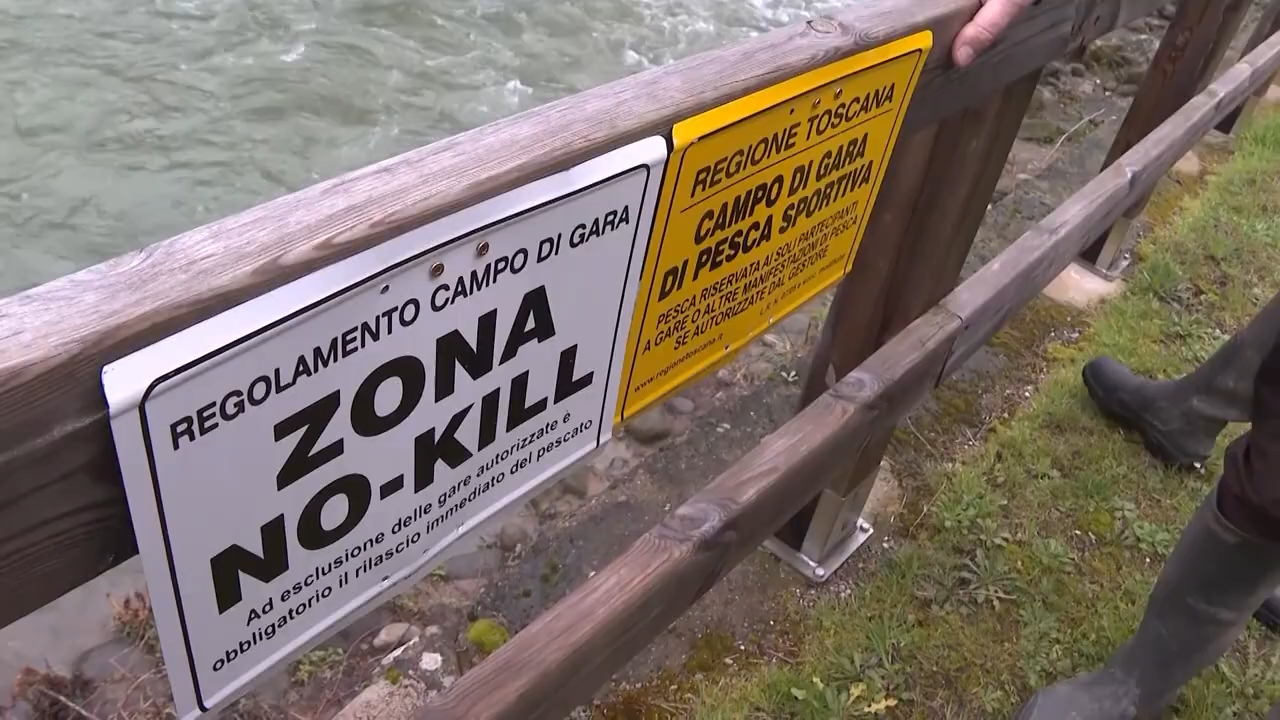 REGOLAMENTO CAMPO DI GARA
ZONA
NO-KILL
Ad esclusione delle gare autorizzate è
obbligatorio il rilascio immediato del pescato
REGIONE TOSCANA
CAMPO DI GARA
DI PESCA SPORTIVA
PESCA RISERVATA AI SOLI PARTECIPANTI
A GARE O ALTRE MANIFESTAZIONI DI PESCA
SE AUTORIZZATE DAL GESTORE
L.R. N.
www.regionetoscana.it